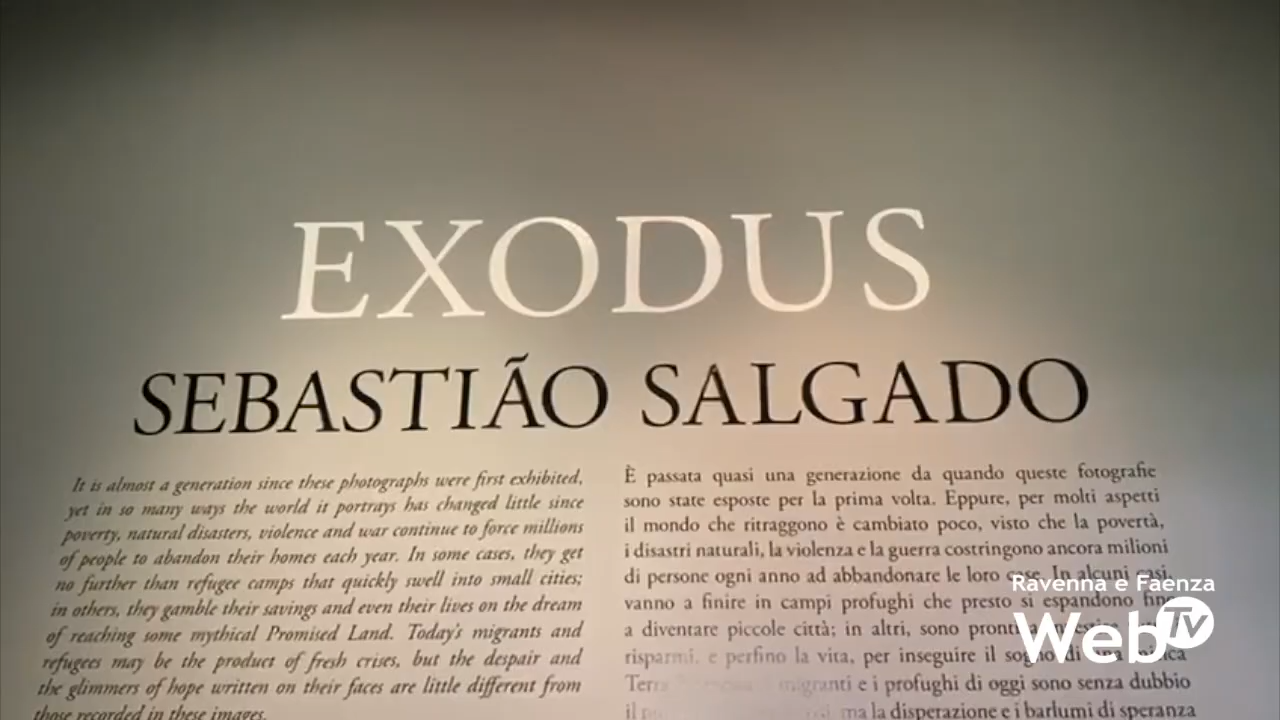 EXODUS
SEBASTIÃO SALGADO
It is almost a generation since these photographs were first exhibited,
yet in so many ways the world it portrays has changed little since
poverty, natural disasters, violence and war continue to force millions
of people to abandon their homes each year. In some cases, they get
no further than refugee camps that quickly swell into small cities;
in others, they gamble their savings and even their lives on the dream
of reaching some mythical Promised Land. Today's migrants and
refugees may be the product of fresh crises, but the despair and
the glimmers of hope written on their faces are little different from
those recorded in these images.
È passata quasi una generazione da quando queste fotografie
sono state esposte per la prima volta. Eppure, per molti aspetti
il mondo che ritraggono è cambiato poco, visto che la povertà,
i disastri naturali, la violenza e la guerra costringono ancora milioni
di persone ogni anno ad abbandonare le loro case. In alcuni casi,
vanno a finire in campi profughi che presto si espandono fino
a diventare piccole città; in altri, sono pronti
risparmi, e perfino la vita, per inseguire il sogno di
Terra migranti e i profughi di oggi sono senza dubbio
il ma la disperazione e i barlumi di speranza
Ravenna e Faenza
WebTV